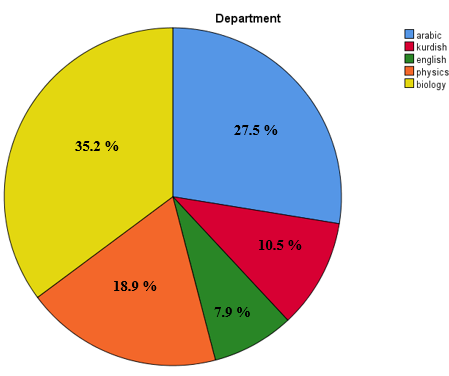 Department
arabic
kurdish
english
physics
biology
27.5 %
10.5 %
7.9 %
18.9 %
35.2 %